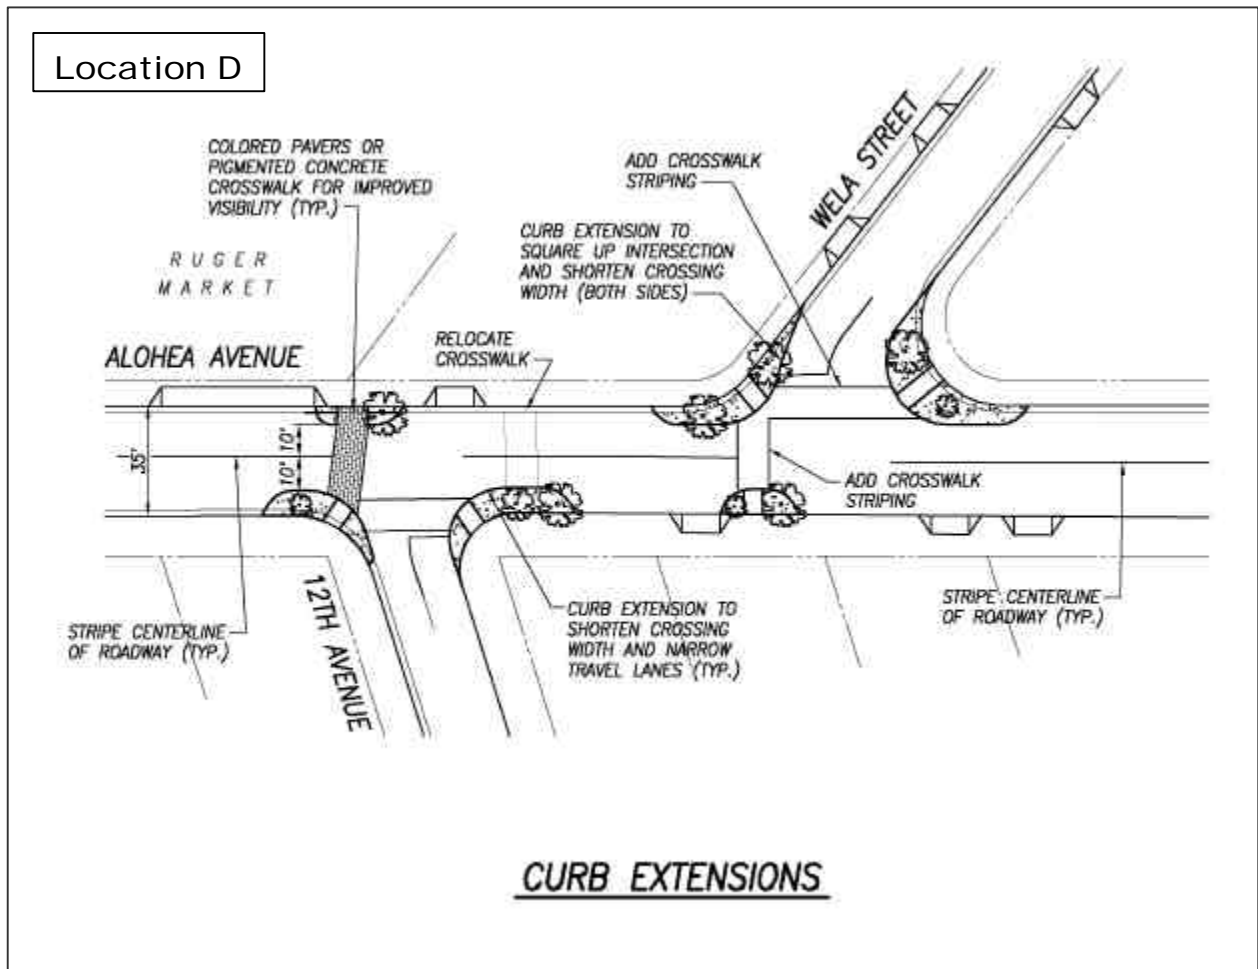 Location D
COLORED PAVERS OR
PIGMENTED CONCRETE
CROSSWALK FOR IMPROVED
VISIBILITY (TYP.)
RUGER
MARKET
ALOHEA AVENUE
RELOCATE
CROSSWALK
CURB EXTENSION TO
SQUARE UP INTERSECTION
AND SHORTEN CROSSING
WIDTH (BOTH SIDES)
ADD CROSSWALK
STRIPING
WELA STREET
35'
10'
10'
ADD CROSSWALK
STRIPING
STRIPE CENTERLINE
OF ROADWAY (TYP.)
12TH AVENUE
CURB EXTENSION TO
SHORTEN CROSSING
WIDTH AND NARROW
TRAVEL LANES (TYP.)
STRIPE CENTERLINE
OF ROADWAY (TYP.)
CURB EXTENSIONS